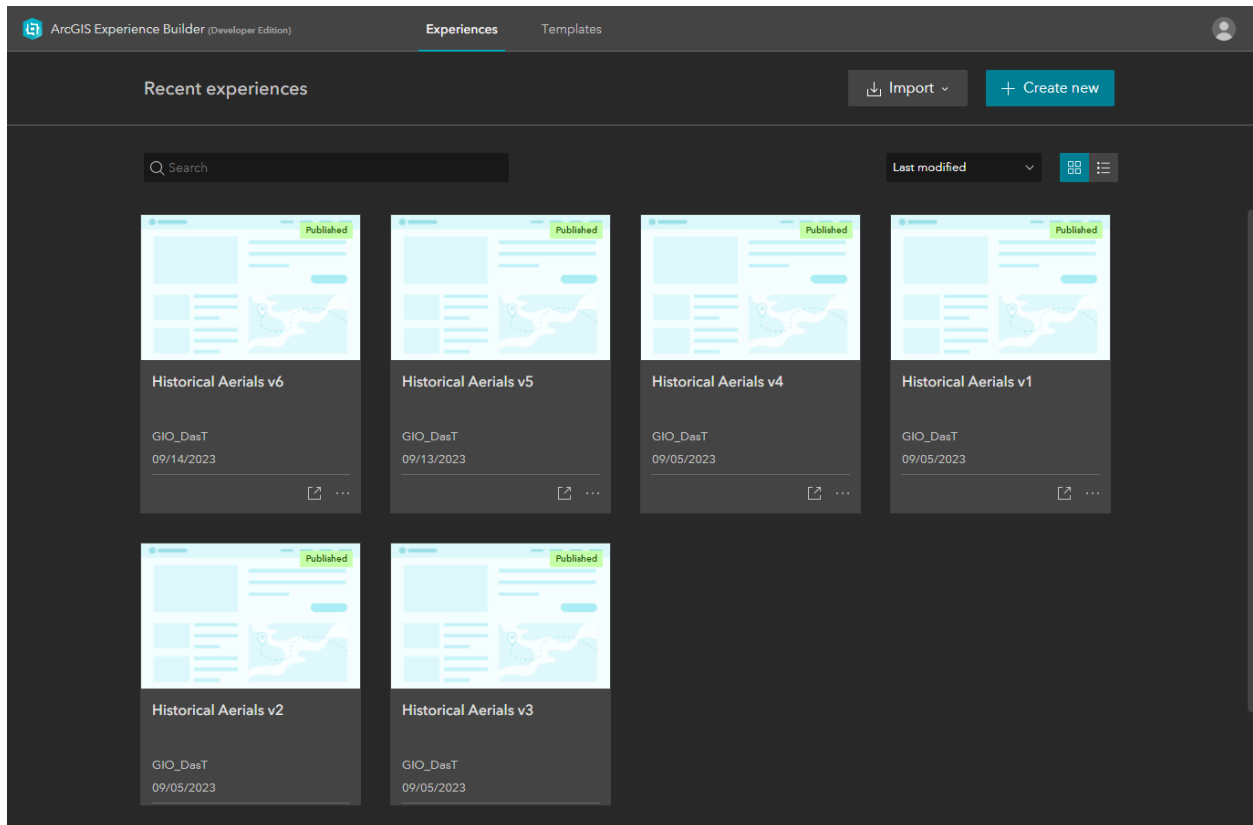 ArcGIS Experience Builder (Developer Edition)
Experiences
Templates
Recent experiences
Import
Create new
Search
Last modified
Published
Published
Published
Published
Historical Aerials v6
Historical Aerials v5
Historical Aerials v4
Historical Aerials v1
GIO_DasT
GIO_DasT
GIO_DasT
GIO_DasT
09/14/2023
09/13/2023
09/05/2023
09/05/2023
Published
Published
Historical Aerials v2
Historical Aerials v3
GIO_DasT
GIO_DasT
09/05/2023
09/05/2023